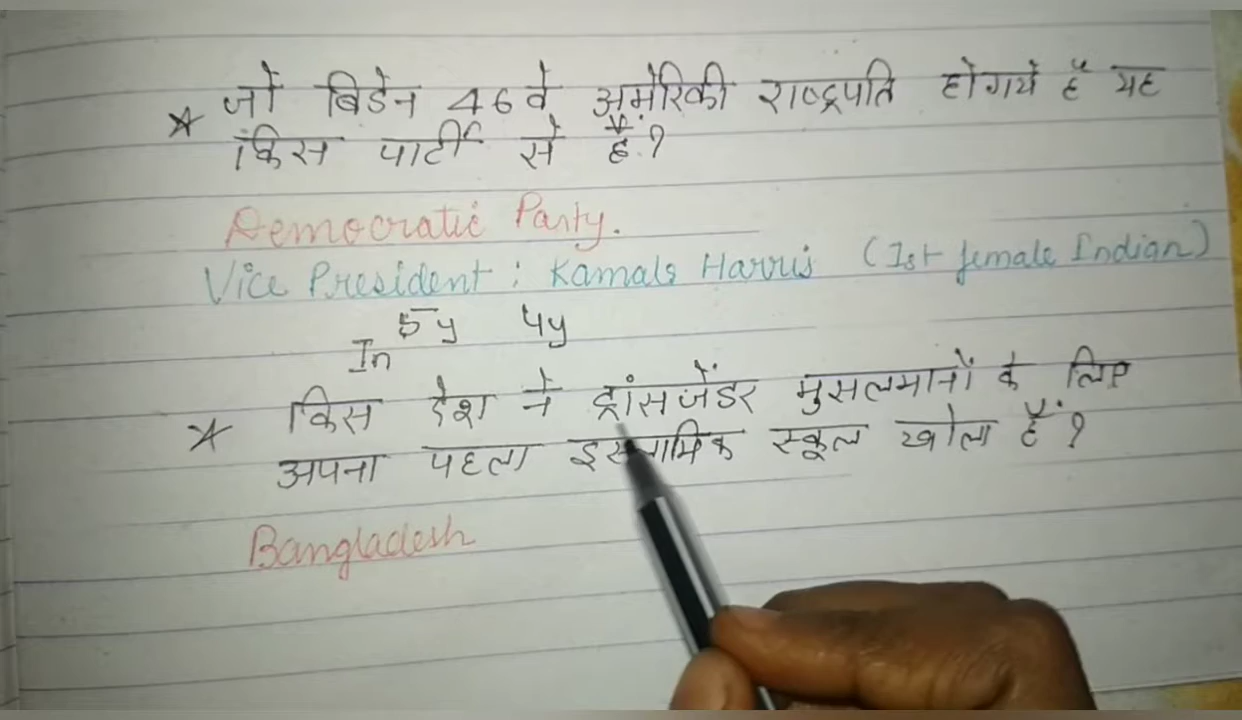 ★ जो बिडेन 46वे अमेरिकी राष्ट्रपति होगये है यह
किस पार्टी से हैं?
Democratic Party.
Vice President : Kamala Harris (1st female Indian)
In 5y 4y
★ किस देश ने ट्रांसजेंडर मुसलमानों के लिए
अपना पहला इस्लामिक स्कूल खोला हैं?
Bangladesh